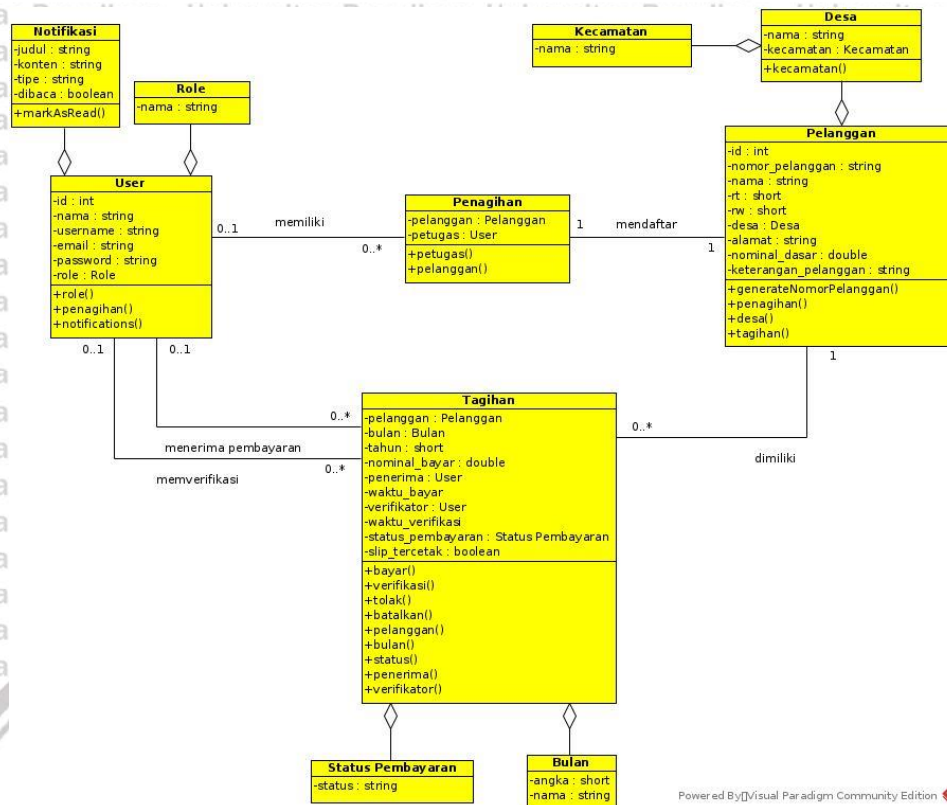 Notifikasi
-judul : string
-konten : string
-tipe : string
-dibaca : boolean
+markAsRead()
Role
-nama : string
Kecamatan
-nama : string
Desa
-nama : string
-kecamatan : Kecamatan
+kecamatan()
User
-id : int
-nama : string
-username : string
-email : string
-password : string
-role : Role
+role()
+penagihan()
+notifications()
0..1
memiliki
0..*
Penagihan
-pelanggan : Pelanggan
-petugas : User
+petugas()
+pelanggan()
1
mendaftar
1
Pelanggan
-id : int
-nomor_pelanggan : string
-nama : string
-rt : short
-rw : short
-desa : Desa
-alamat : string
-nominal_dasar : double
-keterangan_pelanggan : string
+generateNomorPelanggan()
+penagihan()
+desa()
+tagihan()
0..1
0..1
1
0..*
menerima pembayaran
0..*
memverifikasi
0..*
dimiliki
Tagihan
-pelanggan : Pelanggan
-bulan : Bulan
-tahun : short
-nominal_bayar : double
-penerima : User
-waktu_bayar
-verifikator : User
-waktu_verifikasi
-status_pembayaran : Status Pembayaran
-slip_tercetak : boolean
+bayar()
+verifikasi()
+tolak()
+batalkan()
+pelanggan()
+bulan()
+status()
+penerima()
+verifikator()
Status Pembayaran
-status : string
Bulan
-angka : short
-nama : string
Powered By Visual Paradigm Community Edition